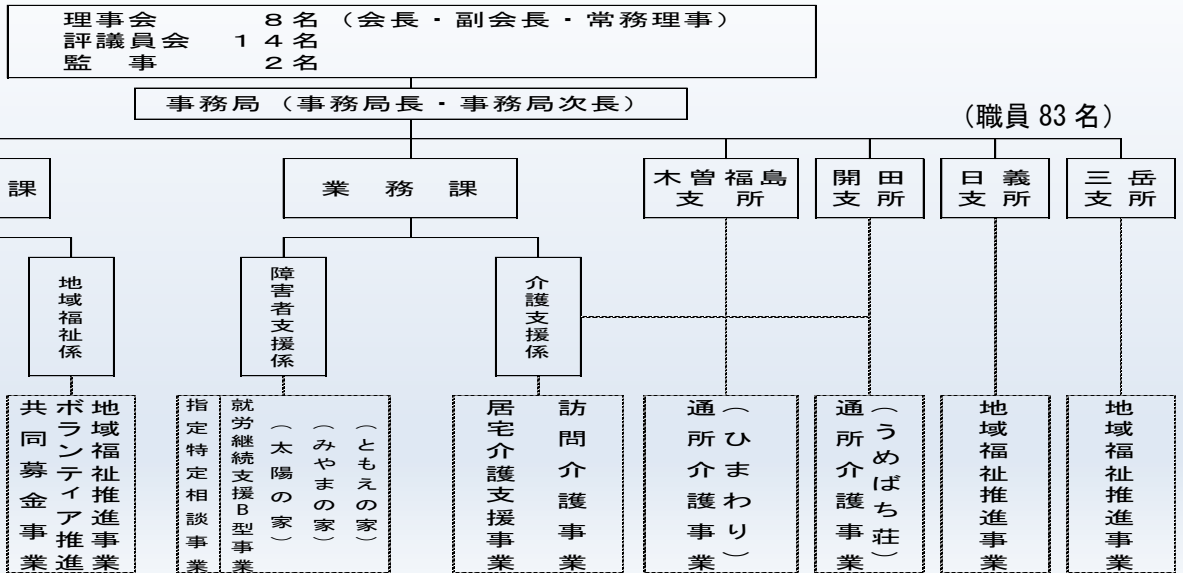 理事会　8名（会長・副会長・常務理事）
評議員会　14名
監　事　2名
事務局（事務局長・事務局次長）
（職員 83 名）
課
業　務　課
木曽福島
支　所
開　田
支　所
日　義
支　所
三　岳
支　所
地域福祉係
障害者支援係
介護支援係
地域福祉推進事業
ボランティア推進
共同募金事業
（ともえの家）
（みやまの家）
（太陽の家）
就労継続支援Ｂ型事業
指定特定相談事業
訪問介護事業
居宅介護支援事業
（ひまわり）
通所介護事業
（うめばち荘）
通所介護事業
地域福祉推進事業
地域福祉推進事業